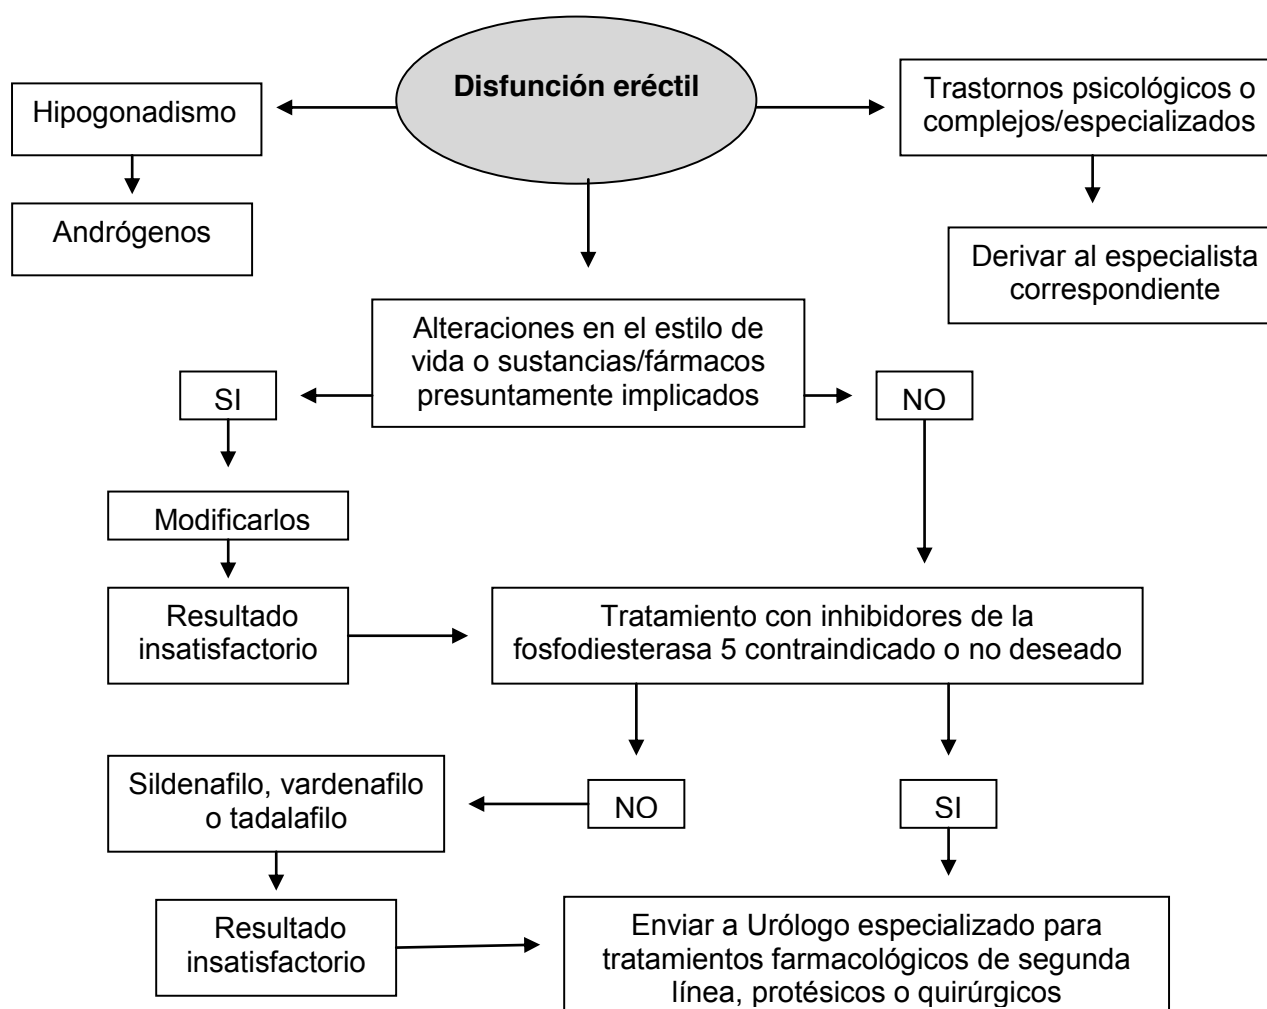 Disfunción eréctil
Hipogonadismo
Trastornos psicológicos o
complejos/especializados
Andrógenos
Derivar al especialista
correspondiente
Alteraciones en el estilo de
vida o sustancias/fármacos
presuntamente implicados
SI
NO
Modificarlos
Resultado
insatisfactorio
Tratamiento con inhibidores de la
fosfodiesterasa 5 contraindicado o no deseado
Sildenafilo, vardenafilo
o tadalafilo
NO
SI
Resultado
insatisfactorio
Enviar a Urólogo especializado para
tratamientos farmacológicos de segunda
línea, protésicos o quirúrgicos